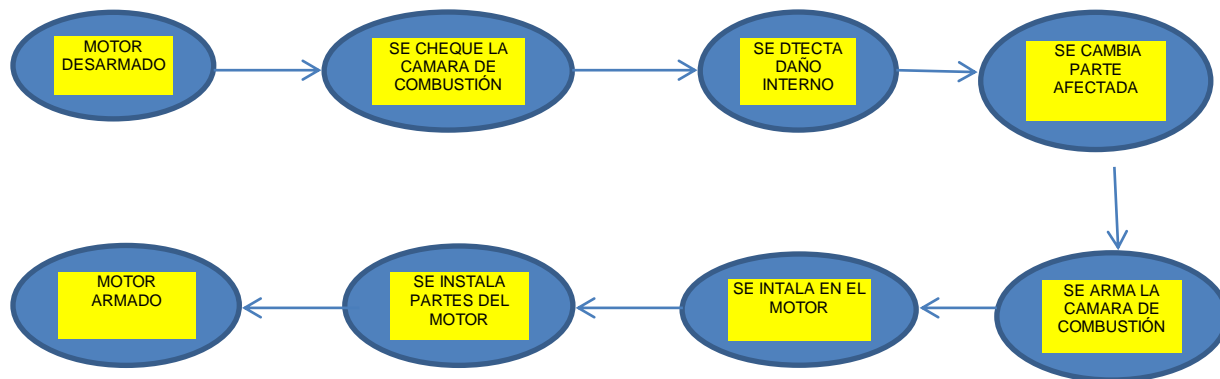 MOTOR
DESARMADO
SE CHEQUE LA
CAMARA DE
COMBUSTIÓN
SE DTECTA
DAÑO
INTERNO
SE CAMBIA
PARTE
AFECTADA
SE ARMA LA
CAMARA DE
COMBUSTIÓN
SE INTALA EN EL
MOTOR
SE INSTALA
PARTES DEL
MOTOR
MOTOR
ARMADO